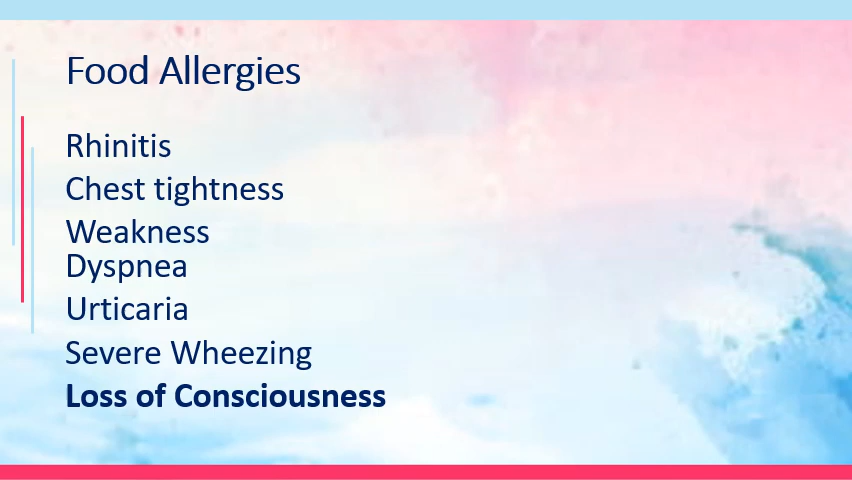 Food Allergies
Rhinitis
Chest tightness
Weakness
Dyspnea
Urticaria
Severe Wheezing
Loss of Consciousness